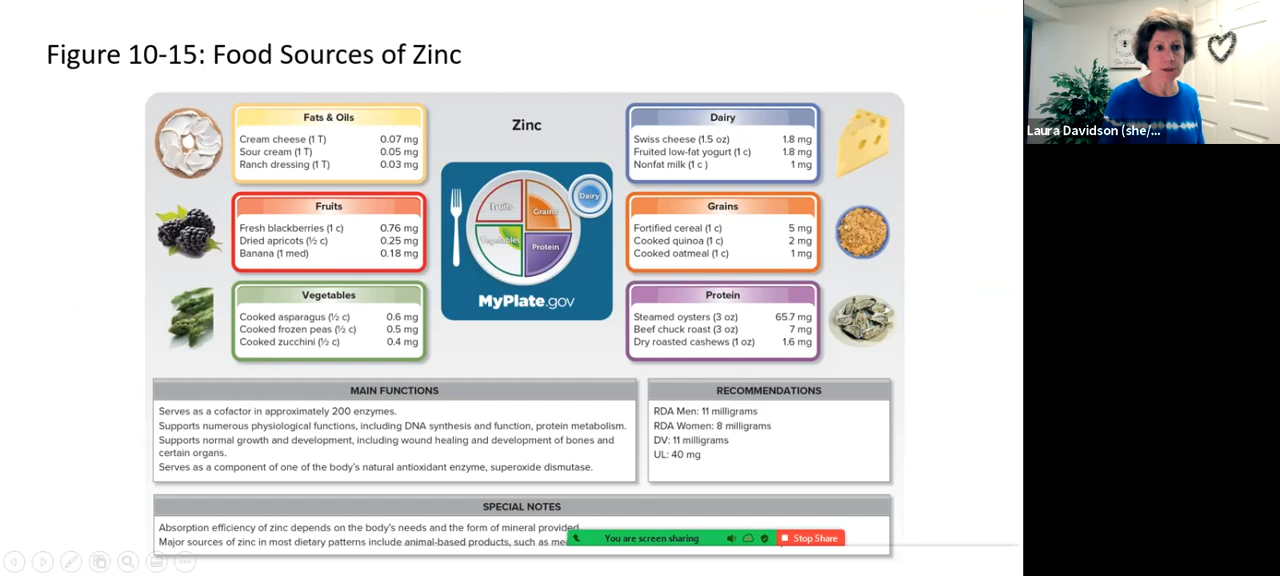 Figure 10-15: Food Sources of Zinc
Zinc
Fats & Oils
Cream cheese (1 T) 0.07 mg
Sour cream (1 T) 0.05 mg
Ranch dressing (1 T) 0.03 mg
Fruits
Fresh blackberries (1 c) 0.76 mg
Dried apricots (½ c) 0.25 mg
Banana (1 med) 0.18 mg
Vegetables
Cooked asparagus (½ c) 0.6 mg
Cooked frozen peas (½ c) 0.5 mg
Cooked zucchini (½ c) 0.4 mg
Dairy
Fruits
Grains
Vegetables
Protein
MyPlate.gov
Dairy
Swiss cheese (1.5 oz) 1.8 mg
Fruited low-fat yogurt (1 c) 1.8 mg
Nonfat milk (1 c ) 1 mg
Grains
Fortified cereal (1 c) 5 mg
Cooked quinoa (1 c) 2 mg
Cooked oatmeal (1 c) 1 mg
Protein
Steamed oysters (3 oz) 65.7 mg
Beef chuck roast (3 oz) 7 mg
Dry roasted cashews (1 oz) 1.6 mg
MAIN FUNCTIONS
Serves as a cofactor in approximately 200 enzymes.
Supports numerous physiological functions, including DNA synthesis and function, protein metabolism.
Supports normal growth and development, including wound healing and development of bones and
certain organs.
Serves as a component of one of the body's natural antioxidant enzyme, superoxide dismutase.
RECOMMENDATIONS
RDA Men: 11 milligrams
RDA Women: 8 milligrams
DV: 11 milligrams
UL: 40 mg
SPECIAL NOTES
Absorption efficiency of zinc depends on the body's needs and the form of mineral provided
Major sources of zinc in most dietary patterns include animal-based products, such as
You are screen sharing
Stop Share
Laura Davidson (she/...